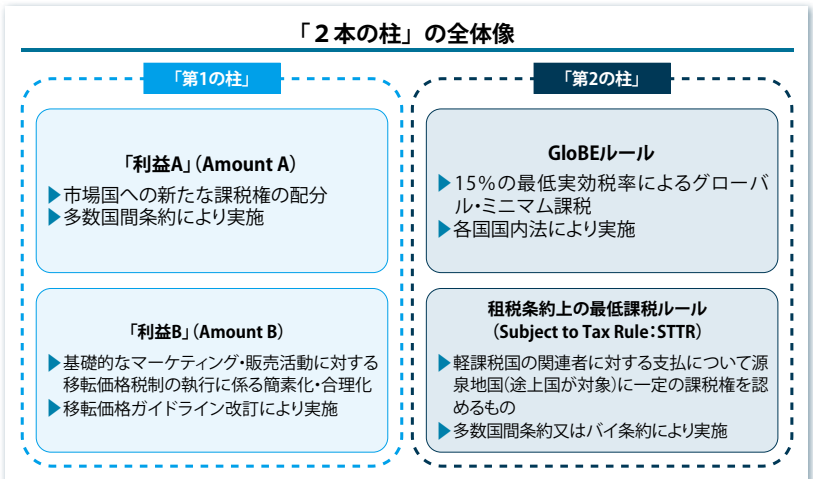 「２本の柱」の全体像
「第1の柱」
「利益A」（Amount A）
▶市場国への新たな課税権の配分
▶多数国間条約により実施
「利益B」（Amount B）
▶基礎的なマーケティング・販売活動に対する
移転価格税制の執行に係る簡素化・合理化
▶移転価格ガイドライン改訂により実施
「第2の柱」
GloBEルール
▶15％の最低実効税率によるグローバ
ル・ミニマム課税
▶各国国内法により実施
租税条約上の最低課税ルール
（Subject to Tax Rule：STTR）
▶軽課税国の関連者に対する支払について源
泉地国（途上国が対象）に一定の課税権を認
めるもの
▶多数国間条約又はバイ条約により実施